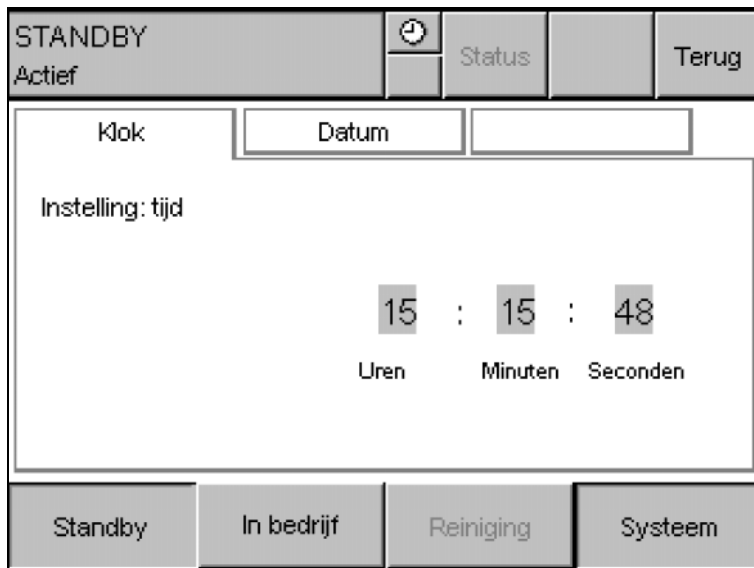 STANDBY
Actief
Status
Terug
Klok
Datum
Instelling: tijd
15 : 15 : 48
Uren Minuten Seconden
Standby In bedrijf Reiniging Systeem